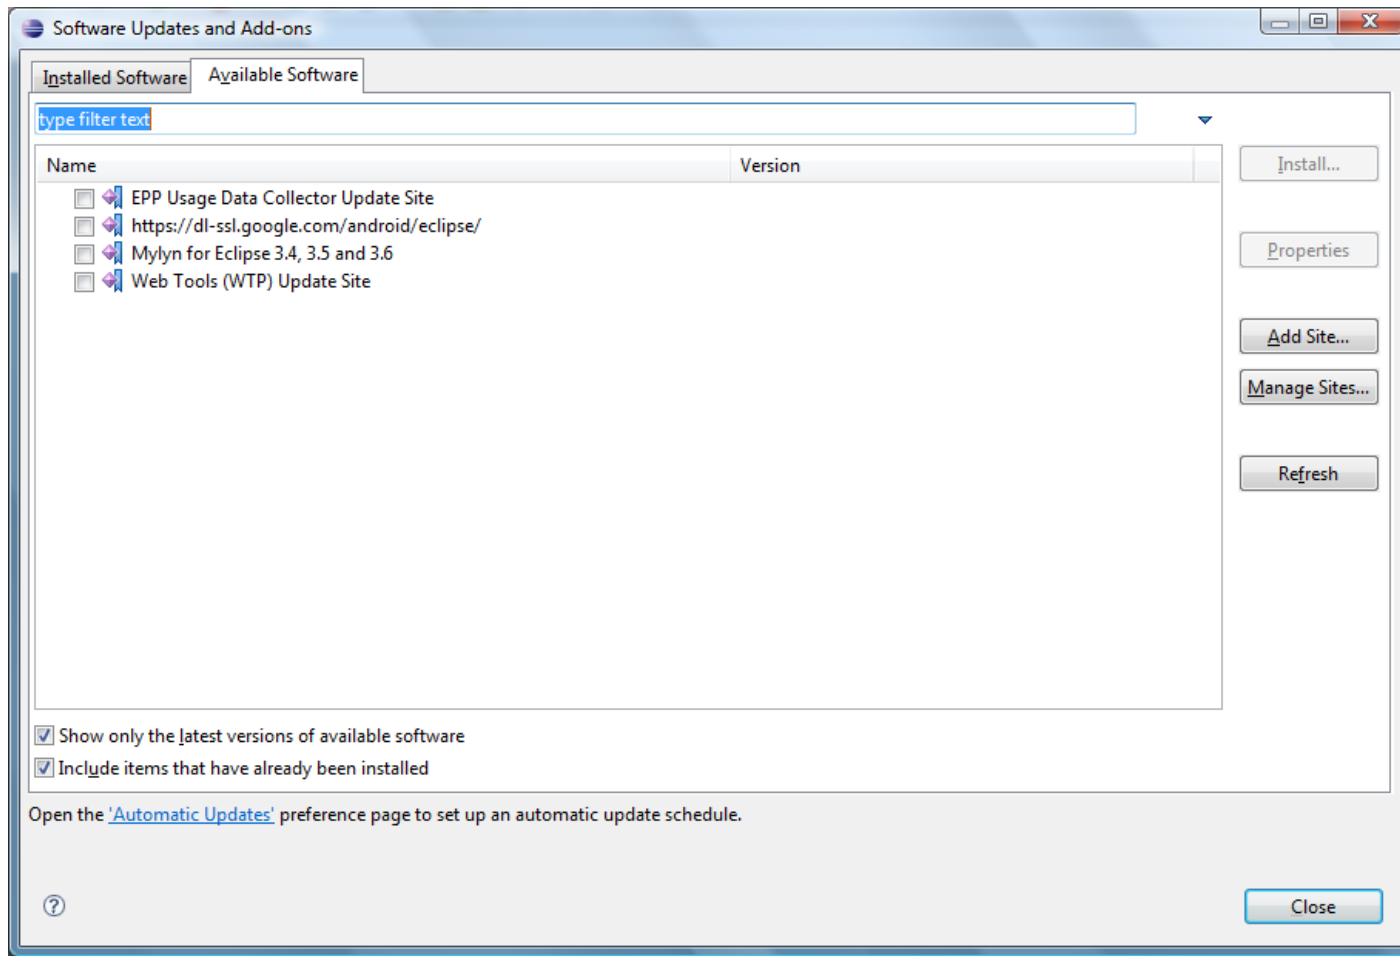 Software Updates and Add-ons
Installed Software
Available Software
type filter text
Name
Version
EPP Usage Data Collector Update Site
https://dl-ssl.google.com/android/eclipse/
Mylyn for Eclipse 3.4, 3.5 and 3.6
Web Tools (WTP) Update Site
Install...
Properties
Add Site...
Manage Sites...
Refresh
Show only the latest versions of available software
Include items that have already been installed
Open the 'Automatic Updates' preference page to set up an automatic update schedule.
?
Close